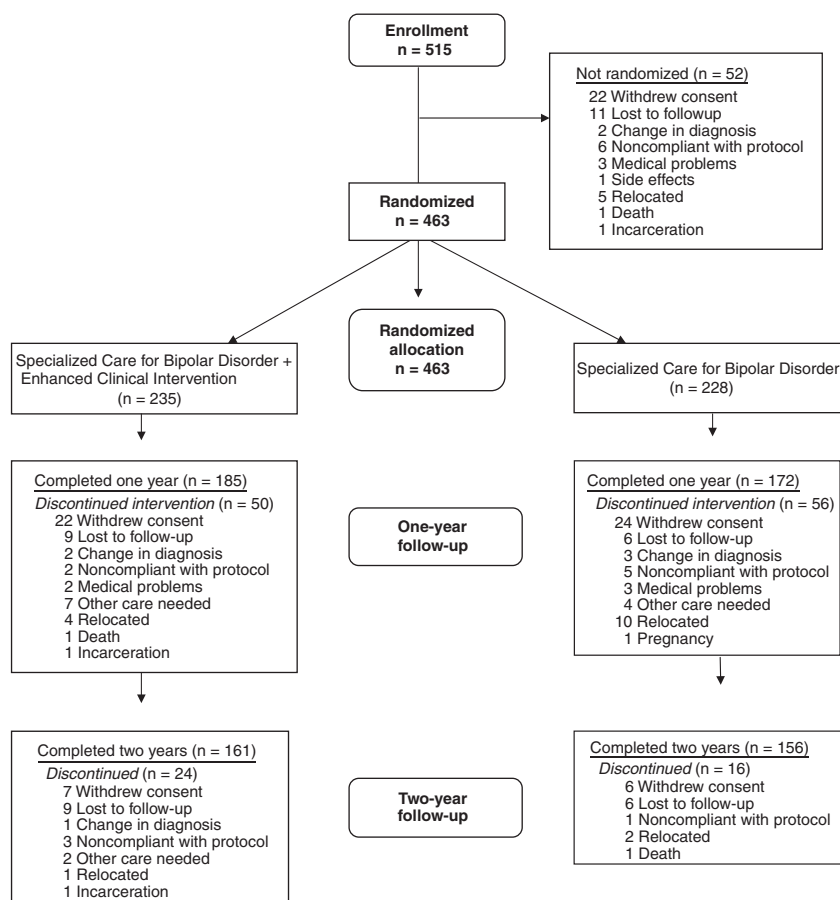 Enrollment
n = 515
Not randomized (n = 52)
22 Withdrew consent
11 Lost to followup
2 Change in diagnosis
6 Noncompliant with protocol
3 Medical problems
1 Side effects
5 Relocated
1 Death
1 Incarceration
Randomized
n = 463
Randomized
allocation
n = 463
Specialized Care for Bipolar Disorder +
Enhanced Clinical Intervention
(n = 235)
Specialized Care for Bipolar Disorder
(n = 228)
Completed one year (n = 185)
Discontinued intervention (n = 50)
22 Withdrew consent
9 Lost to follow-up
2 Change in diagnosis
2 Noncompliant with protocol
2 Medical problems
7 Other care needed
4 Relocated
1 Death
1 Incarceration
One-year
follow-up
Completed one year (n = 172)
Discontinued intervention (n = 56)
24 Withdrew consent
6 Lost to follow-up
3 Change in diagnosis
5 Noncompliant with protocol
3 Medical problems
4 Other care needed
10 Relocated
1 Pregnancy
Completed two years (n = 161)
Discontinued (n = 24)
7 Withdrew consent
9 Lost to follow-up
1 Change in diagnosis
3 Noncompliant with protocol
2 Other care needed
1 Relocated
1 Incarceration
Two-year
follow-up
Completed two years (n = 156)
Discontinued (n = 16)
6 Withdrew consent
6 Lost to follow-up
1 Noncompliant with protocol
2 Relocated
1 Death